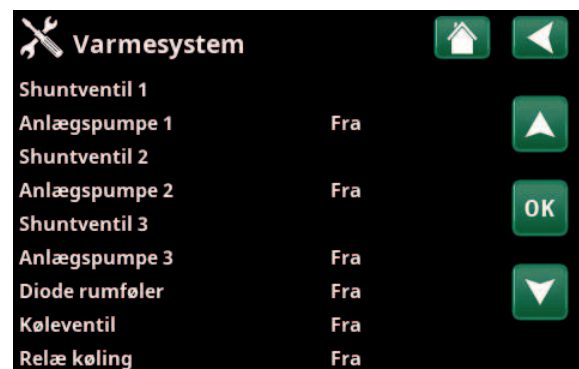 Varmesystem
Shuntventil 1
Anlægspumpe 1 Fra
Shuntventil 2
Anlægspumpe 2 Fra
OK
Shuntventil 3
Anlægspumpe 3 Fra
Diode rumføler Fra
Køleventil Fra
Relæ køling Fra